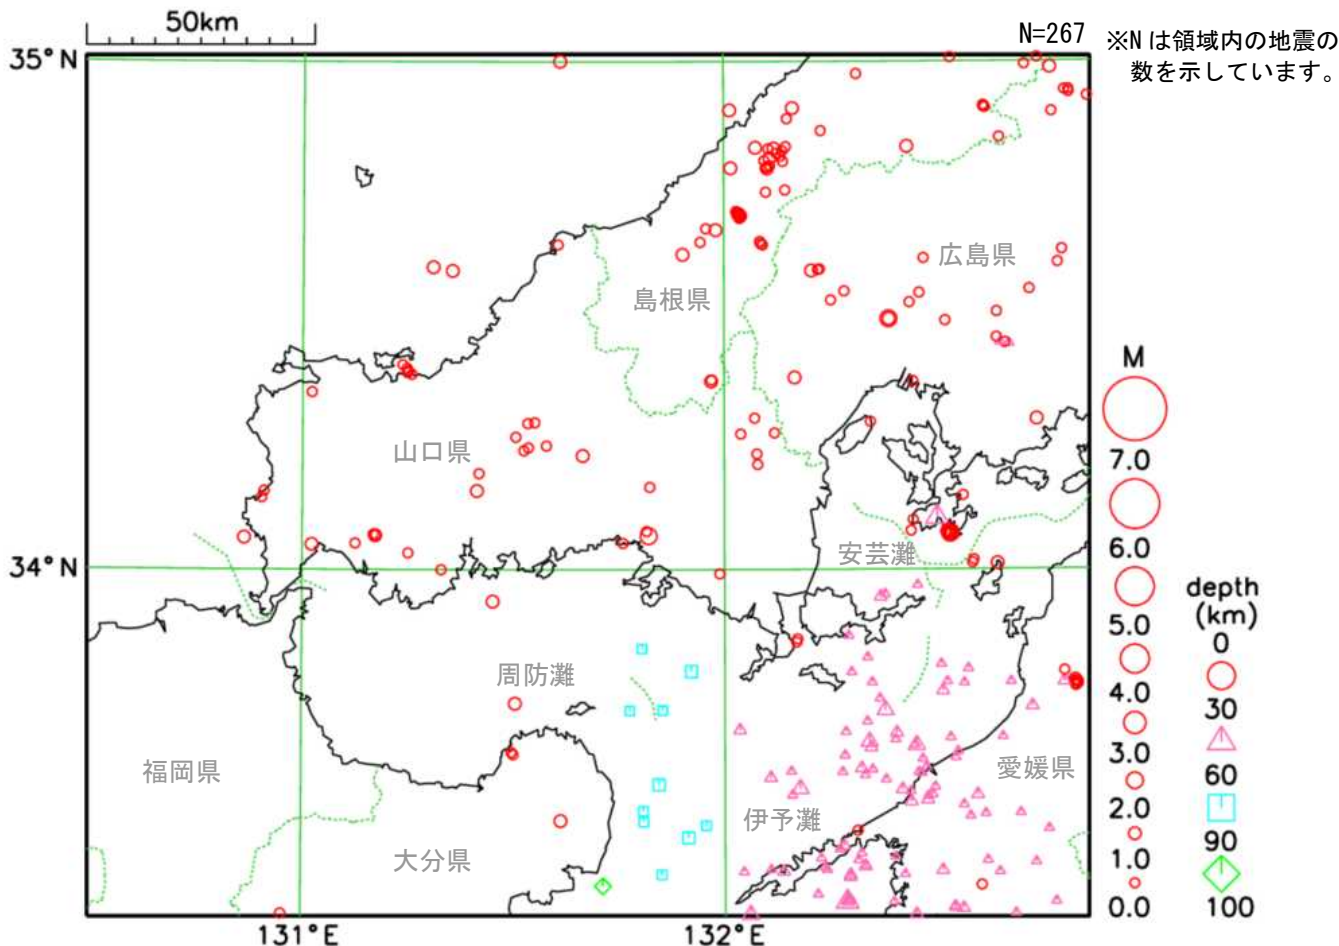 50km
N=267
※Nは領域内の地震の
数を示しています。
35°N
広島県
島根県
山口県
34°N
安芸灘
周防灘
福岡県
愛媛県
伊予灘
大分県
131°E
132°E
M
7.0
6.0
5.0
4.0
3.0
2.0
1.0
0.0
depth
(km)
0
30
60
90
100